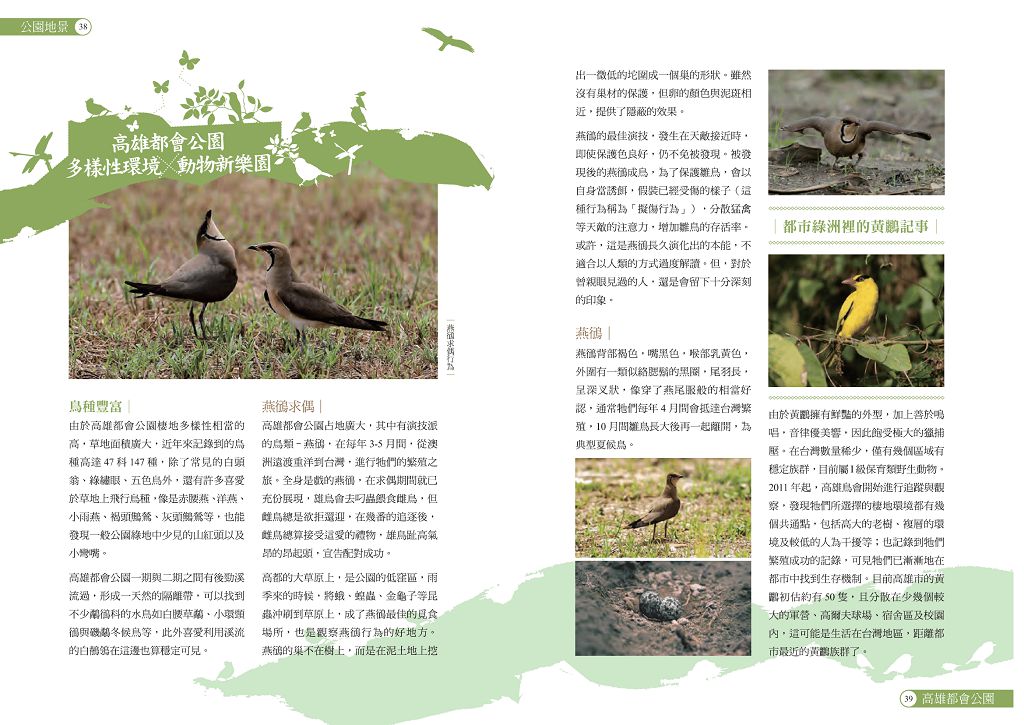 公園地景 38
高雄都會公園
多樣性環境×動物新樂園
燕鴴求偶行為
鳥種豐富
由於高雄都會公園棲地多樣性相當的
高，草地面積廣大，近年來記錄到的鳥
種高達 47 科 147 種，除了常見的白頭
翁、綠繡眼、五色鳥外，還有許多喜愛
於草地上飛行鳥種，像是赤腰燕、洋燕、
小雨燕、褐頭鷦鶯、灰頭鷦鶯等，也能
發現一般公園綠地中少見的山紅頭以及
小彎嘴。
高雄都會公園一期與二期之間有後勁溪
流過，形成一天然的隔離帶，可以找到
不少鷸鴴科的水鳥如白腰草鷸、小環頸
鴴與磯鷸冬候鳥等，此外喜愛利用溪流
的白鶺鴒在這邊也算穩定可見。
燕鴴求偶
高雄都會公園占地廣大，其中有演技派
的鳥類－燕鴴，在每年 3-5 月間，從澳
洲遠渡重洋到台灣，進行牠們的繁殖之
旅。全身是戲的燕鴴，在求偶期間就已
充份展現，雄鳥會去叼蟲餵食雌鳥，但
雌鳥總是欲拒還迎，在幾番的追逐後，
雌鳥總算接受這愛的禮物，雄鳥趾高氣
昂的昂起頭，宣告配對成功。
高都的大草原上，是公園的低窪區，雨
季來的時候，將蛾、蝗蟲、金龜子等昆
蟲沖刷到草原上，成了燕鴴最佳的覓食
場所，也是觀察燕鴴行為的好地方。
燕鴴的巢不在樹上，而是在泥土地上挖
出一微低的坨圍成一個巢的形狀。雖然
沒有巢材的保護，但卵的顏色與泥斑相
近，提供了隱蔽的效果。
燕鴴的最佳演技，發生在天敵接近時，
即使保護色良好，仍不免被發現。被發
現後的燕鴴成鳥，為了保護雛鳥，會以
自身當誘餌，假裝已經受傷的樣子（這
種行為稱為「擬傷行為」），分散猛禽
等天敵的注意力，增加雛鳥的存活率。
或許，這是燕鴴長久演化出的本能，不
適合以人類的方式過度解讀。但，對於
曾親眼見過的人，還是會留下十分深刻
的印象。
燕鴴
燕鴴背部褐色，嘴黑色，喉部乳黃色，
外圍有一類似絡腮鬍的黑圈，尾羽長，
呈深叉狀，像穿了燕尾服般的相當好
認，通常牠們每年 4 月間會抵達台灣繁
殖，10 月間雛鳥長大後再一起離開，為
典型夏候鳥。
都市綠洲裡的黃鸝記事
由於黃鸝擁有鮮豔的外型，加上善於鳴
唱，音律優美響，因此飽受極大的獵捕
壓。在台灣數量稀少，僅有幾個區域有
穩定族群，目前屬 I 級保育類野生動物。
2011 年起，高雄鳥會開始進行追蹤與觀
察，發現牠們所選擇的棲地環境都有幾
個共通點，包括高大的老樹、複層的環
境及較低的人為干擾等；也記錄到牠們
繁殖成功的記錄，可見牠們已漸漸地在
都市中找到生存機制。目前高雄市的黃
鸝初估約有 50 隻，且分散在少幾個較
大的軍營、高爾夫球場、宿舍區及校園
內，這可能是生活在台灣地區，距離都
市最近的黃鸝族群了。
39 高雄都會公園